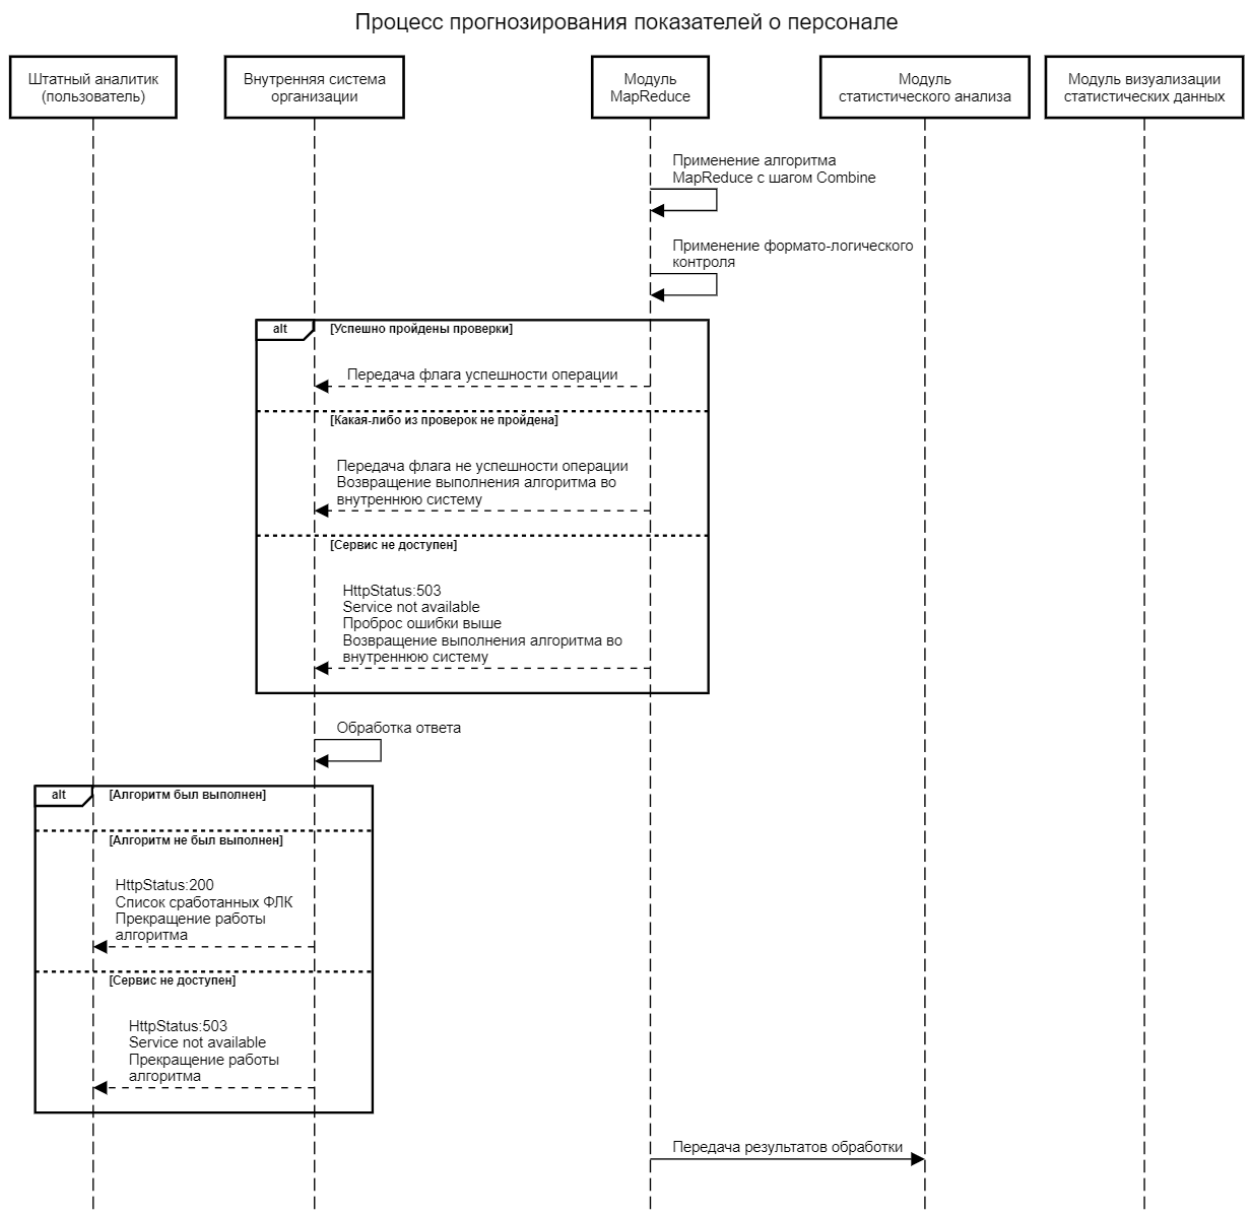 Процесс прогнозирования показателей о персонале
Штатный аналитик
(пользователь)
Внутренняя система
организации
Модуль
MapReduce
Модуль
статистического анализа
Модуль визуализации
статистических данных
Применение алгоритма
MapReduce с шагом Combine
Применение формато-логического
контроля
alt
[Успешно пройдены проверки]
Передача флага успешности операции
[Какая-либо из проверок не пройдена]
Передача флага не успешности операции
Возвращение выполнения алгоритма во
внутреннюю систему
[Сервис не доступен]
HttpStatus:503
Service not available
Проброс ошибки выше
Возвращение выполнения алгоритма во
внутреннюю систему
Обработка ответа
alt
[Алгоритм был выполнен]
[Алгоритм не был выполнен]
HttpStatus:200
Список сработанных ФЛК
Прекращение работы
алгоритма
[Сервис не доступен]
HttpStatus:503
Service not available
Прекращение работы
алгоритма
Передача результатов обработки